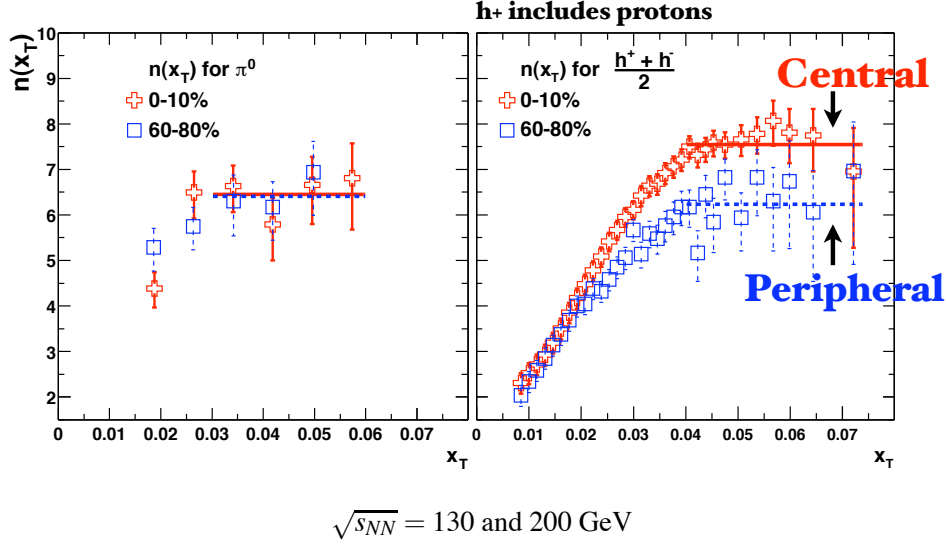 h+ includes protons
n(x_T)
10
9
8
7
6
5
4
3
2
n(x_T) for π⁰
0-10%
60-80%
0 0.01 0.02 0.03 0.04 0.05 0.06 0.07
x_T
n(x_T) for (h⁺ + h⁻)/2
0-10%
60-80%
Central
Peripheral
0.01 0.02 0.03 0.04 0.05 0.06 0.07
x_T
√s_NN = 130 and 200 GeV